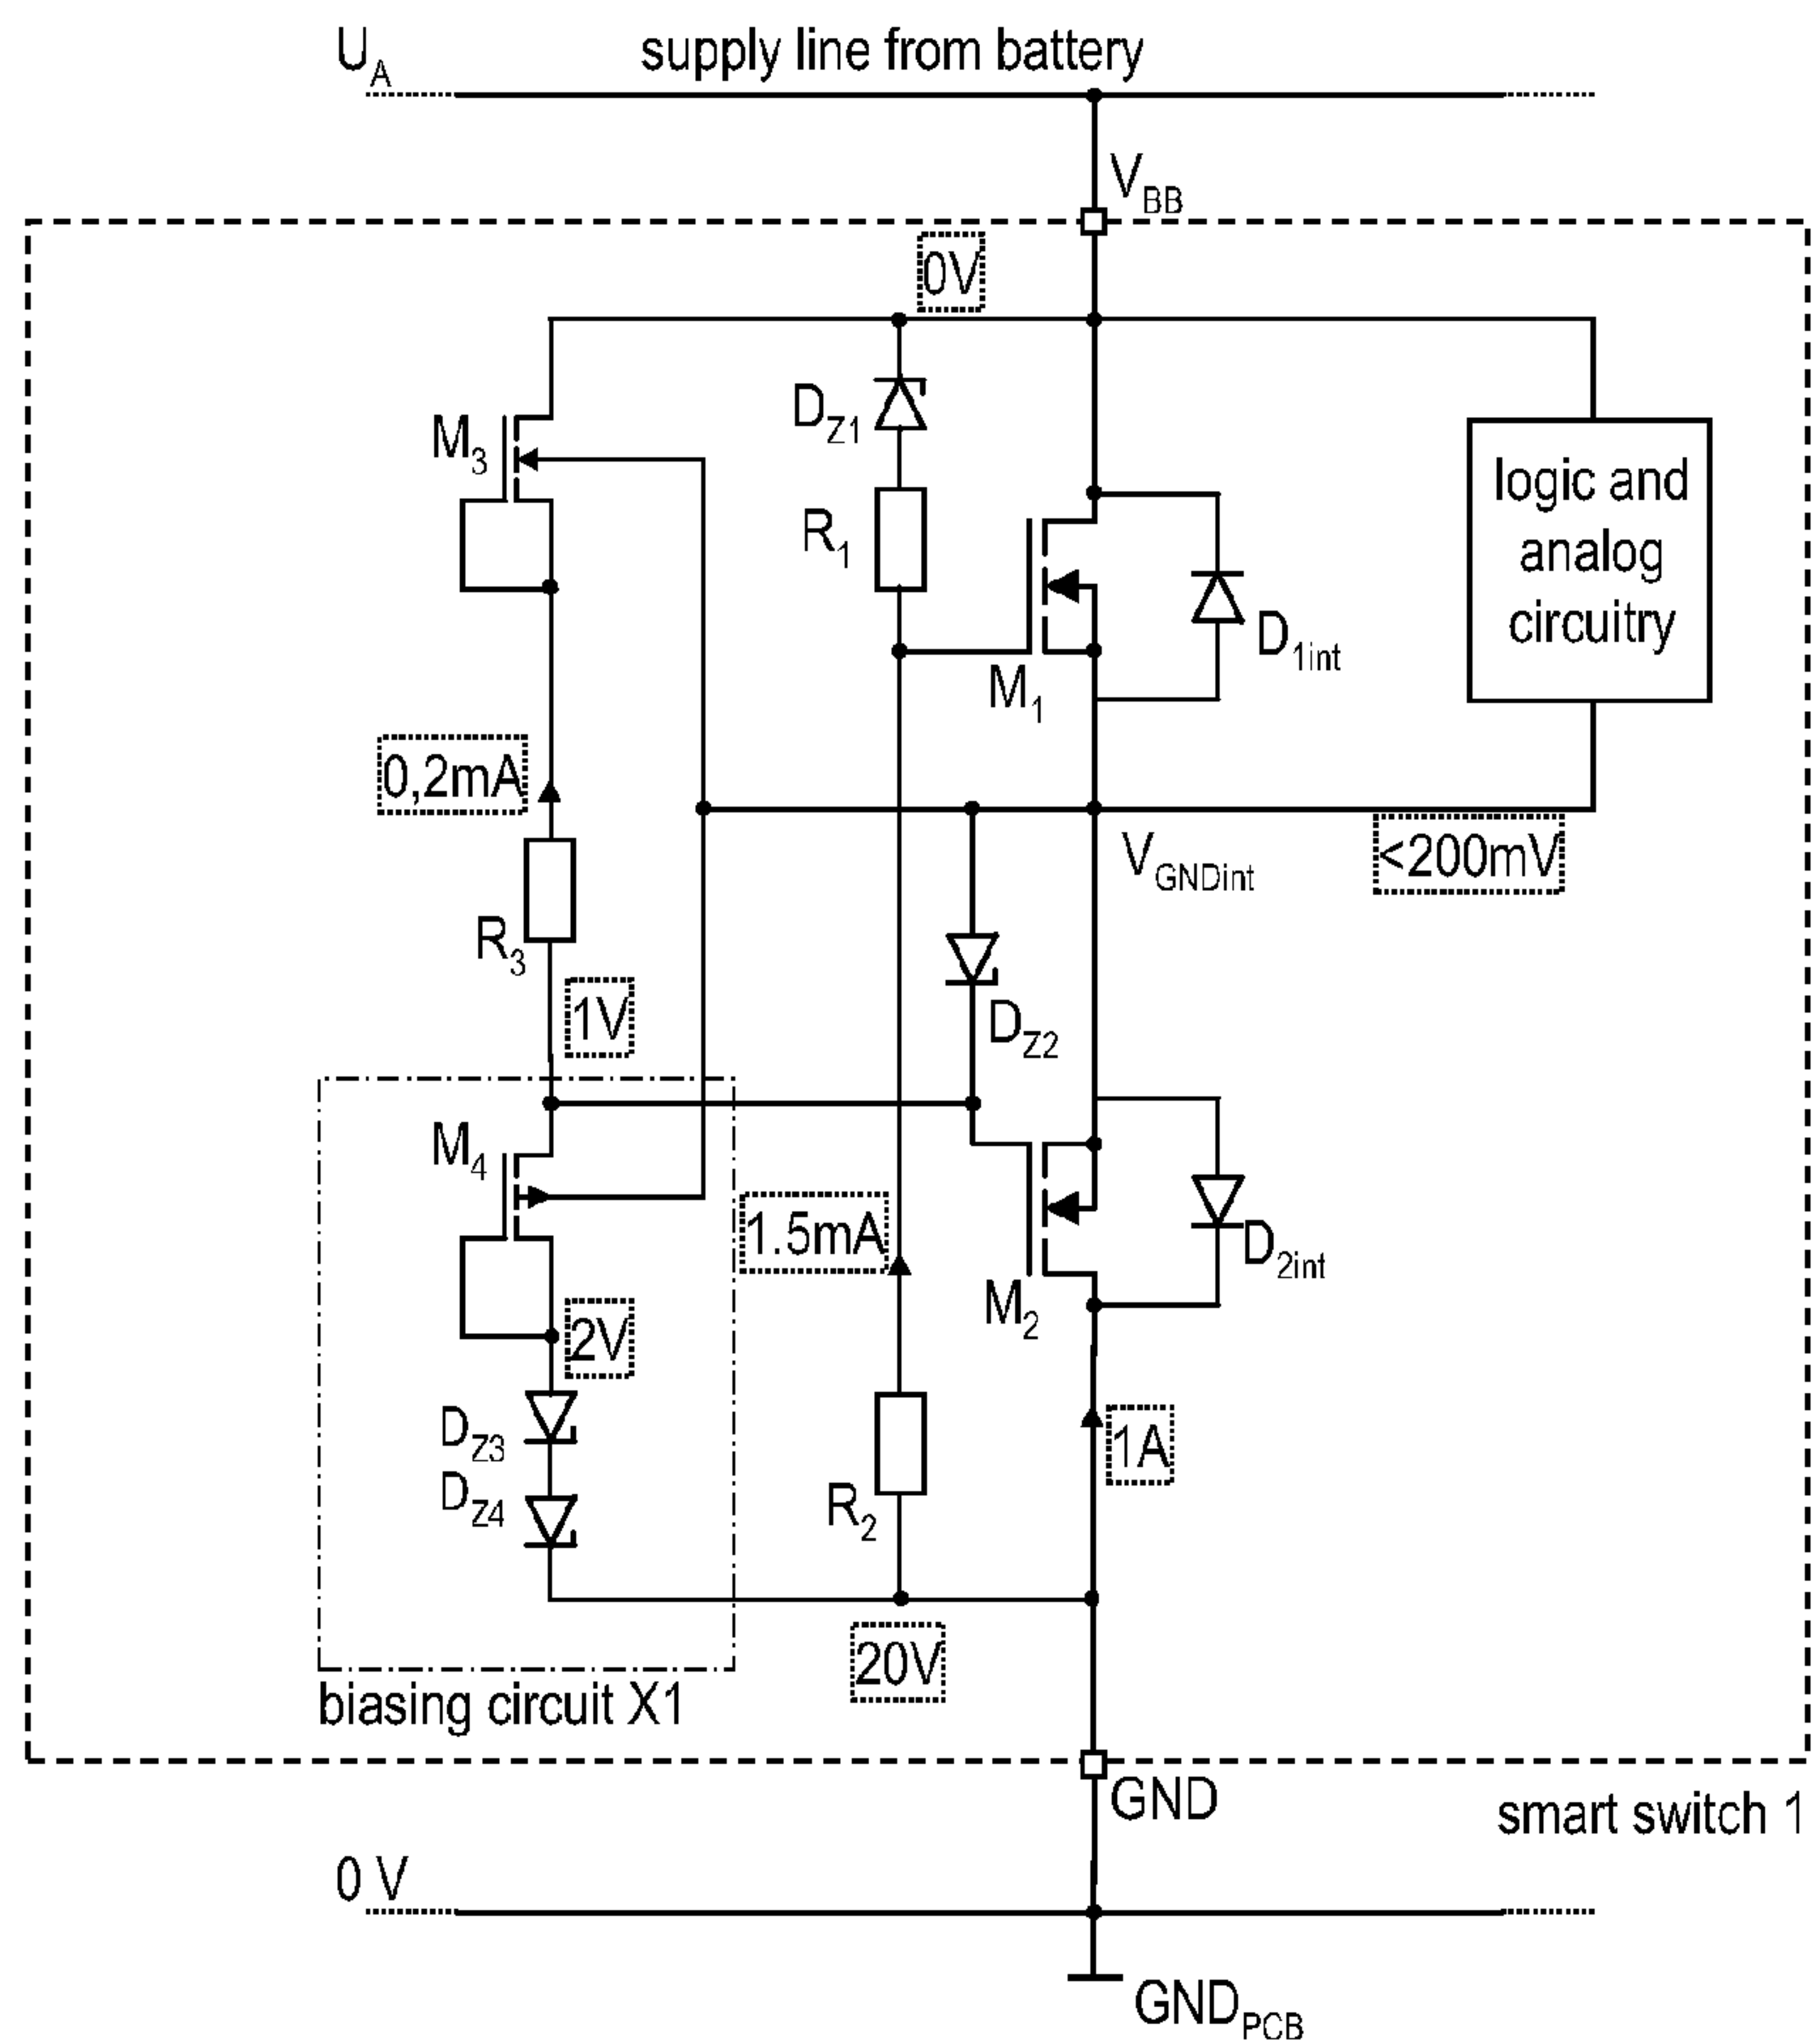 U_A supply line from battery
V_BB
0V
D_Z1
M_3
logic and
analog
circuitry
R_1
D_1int
M_1
0,2mA
V_GNDint
<200mV
R_3
1V
D_Z2
M_4
1.5mA
D_2int
M_2
2V
D_Z3
1A
D_Z4
R_2
20V
biasing circuit X1
GND
smart switch 1
0 V
GND_PCB